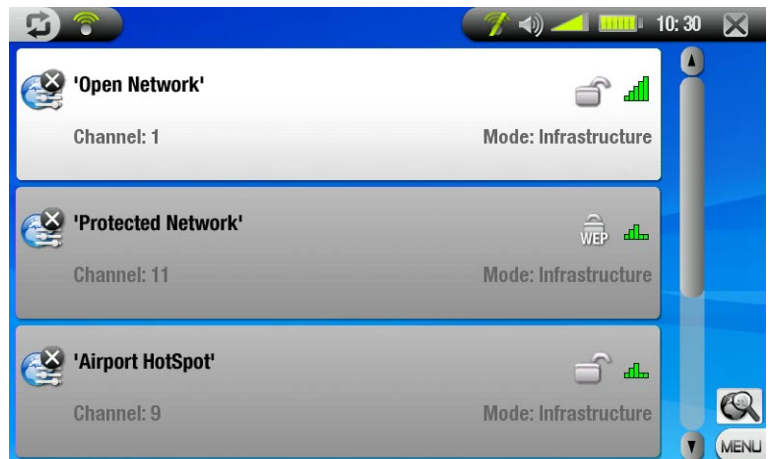 10:30
'Open Network'
Channel: 1 Mode: Infrastructure
'Protected Network'
WEP
Channel: 11 Mode: Infrastructure
'Airport HotSpot'
Channel: 9 Mode: Infrastructure
MENU